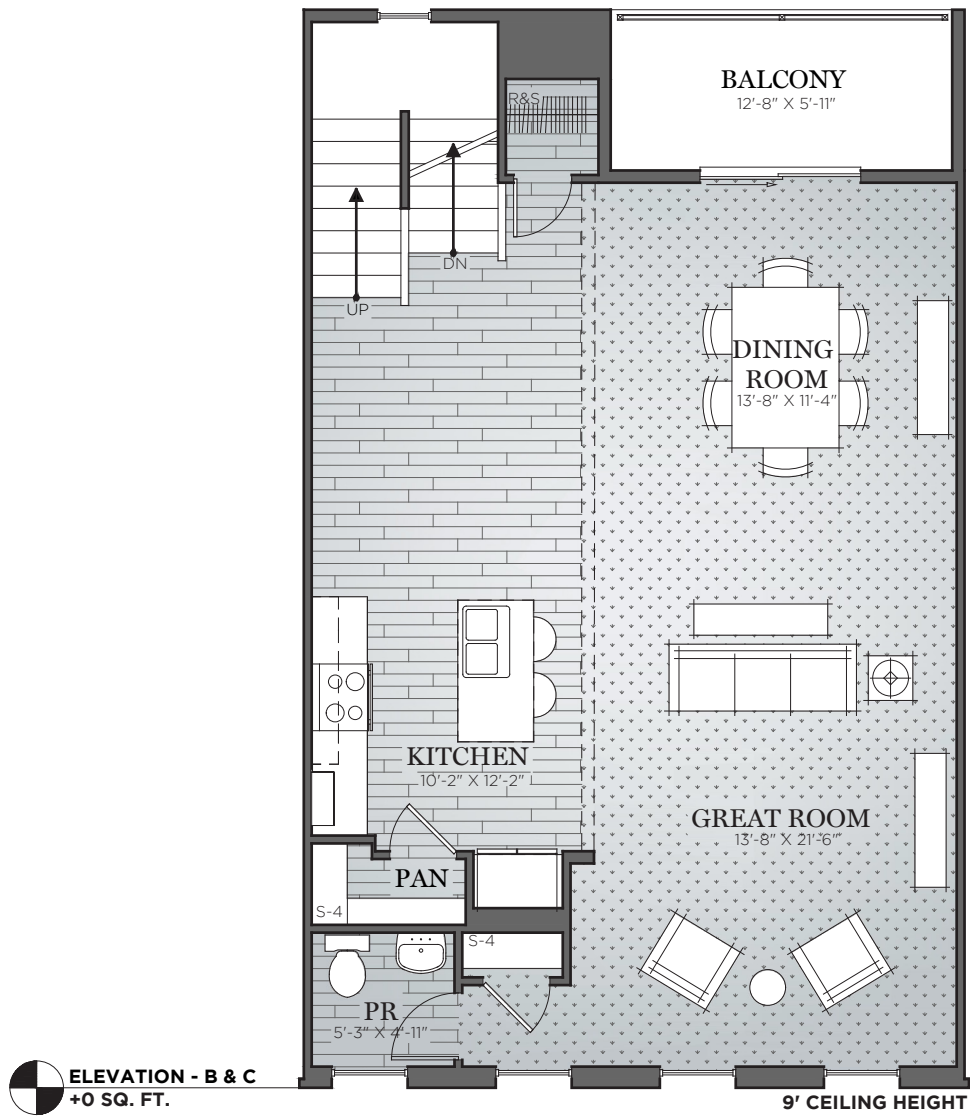 R&S
BALCONY
12'-8" X 5'-11"
DN
UP
DINING
ROOM
13'-8" X 11'-4"
KITCHEN
10'-2" X 12'-2"
GREAT ROOM
13'-8" X 21'-6"
PAN
S-4
S-4
PR
5'-3" X 4'-11"
ELEVATION - B & C
+0 SQ. FT.
9' CEILING HEIGHT